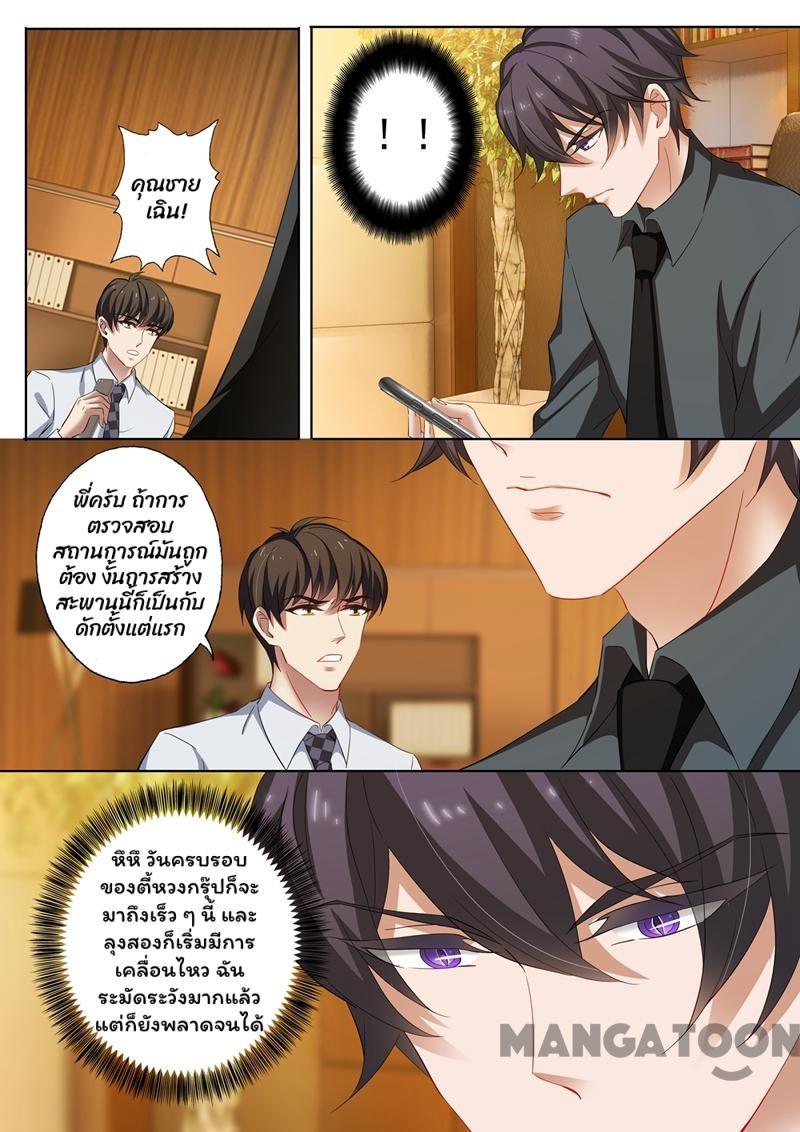 คุณชาย
เฉิน!
! !
พี่ครับ ถ้าการ
ตรวจสอบ
สถานการณ์มันถูก
ต้อง งั้นการสร้าง
สะพานนี้ก็เป็นกับ
ดักตั้งแต่แรก
หึหึ วันครบรอบ
ของตี้หวงกรุ๊ปก็จะ
มาถึงเร็ว ๆ นี้ และ
ลุงสองก็เริ่มมีการ
เคลื่อนไหว ฉัน
ระมัดระวังมากแล้ว
แต่ก็ยังพลาดจนได้
MANGATOON